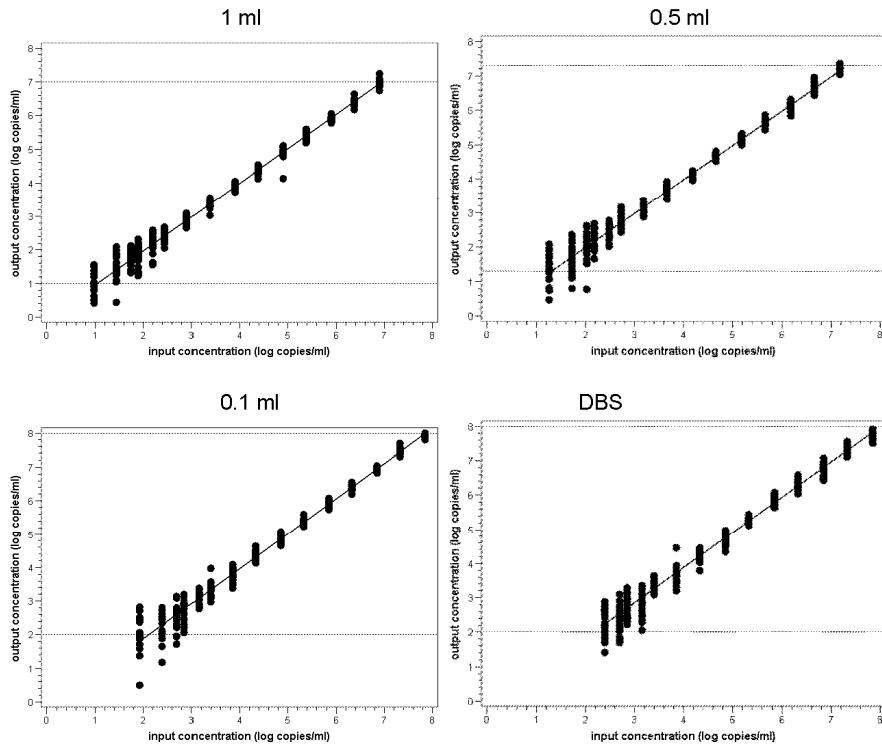 1 ml
0.5 ml
output concentration (log copies/ml)
8
7
6
5
4
3
2
1
0
0 1 2 3 4 5 6 7 8
input concentration (log copies/ml)
output concentration (log copies/ml)
8
7
6
5
4
3
2
1
0
0 1 2 3 4 5 6 7 8
input concentration (log copies/ml)
0.1 ml
DBS
output concentration (log copies/ml)
8
7
6
5
4
3
2
1
0
0 1 2 3 4 5 6 7 8
input concentration (log copies/ml)
output concentration (log copies/ml)
8
7
6
5
4
3
2
1
0
0 1 2 3 4 5 6 7 8
input concentration (log copies/ml)